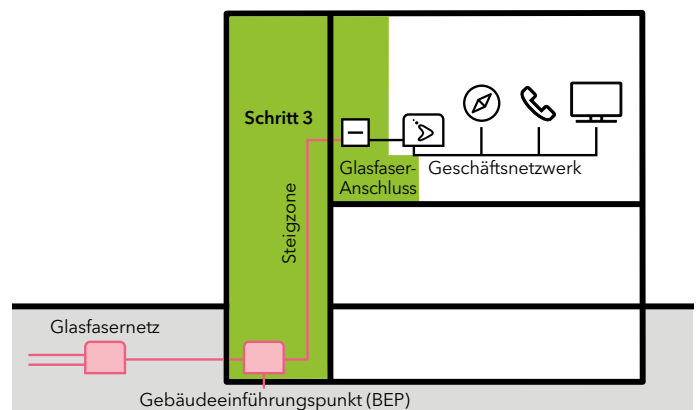 Schritt 3
Steigzone
Glasfaser-
Anschluss
Geschäftsnetzwerk
Glasfasernetz
Gebäudeeinführungspunkt (BEP)